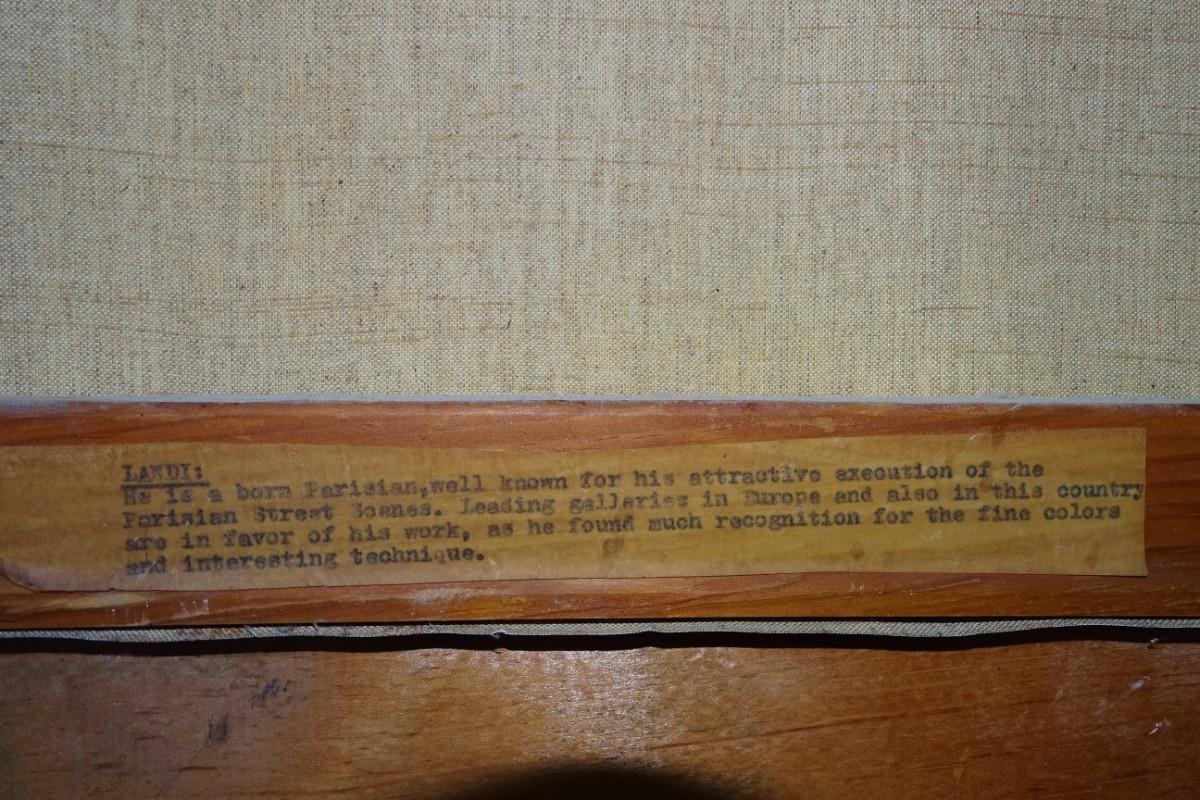 LANDI:
He is a born Parisian,well known for his attractive execution of the
Parisian Street Scenes. Leading galleries in Europe and also in this country
are in favor of his work, as he found much recognition for the fine colors
and interesting technique.